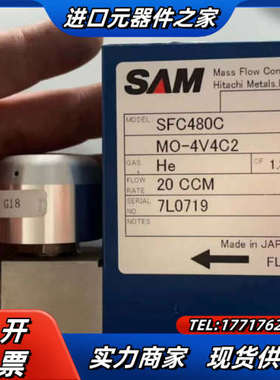 进口元器件之家
SAM
Mass Flow Con
Hitachi Metals.
MODEL
SFC480C
MO-4V4C2
GAS
He
CF
1.
FLOW RATE
20 CCM
SERIAL NO
7L0719
Made in JAPA
FL
G18
开
票
TEL:1771762
实力商家 现货供